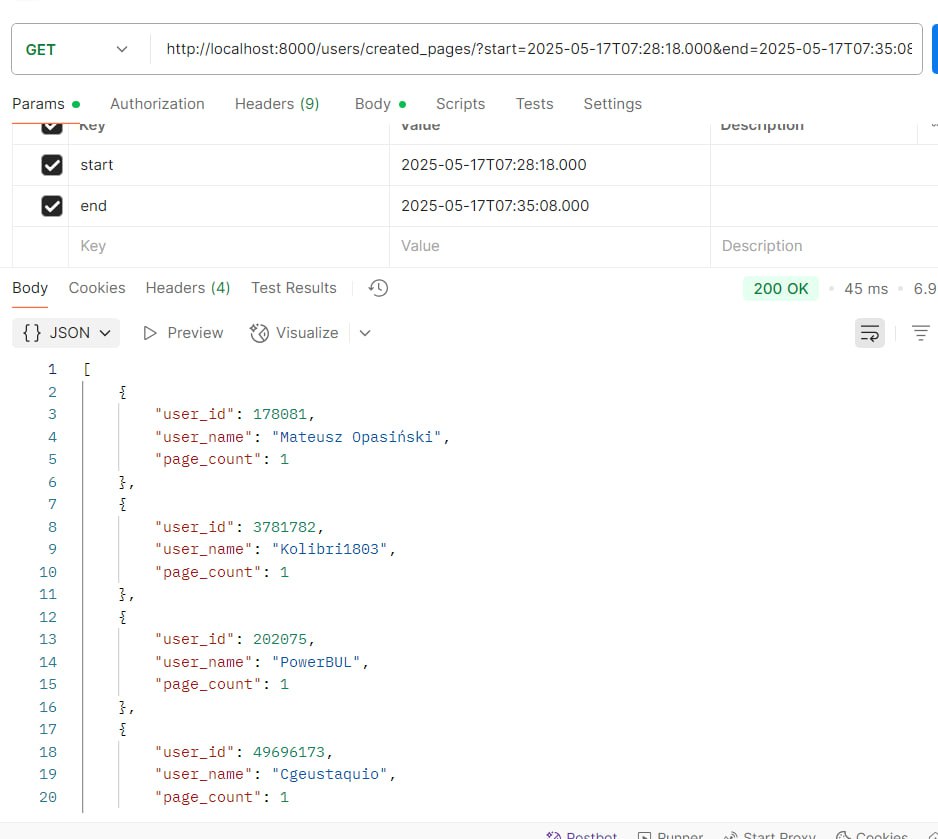 GET http://localhost:8000/users/created_pages/?start=2025-05-17T07:28:18.000&end=2025-05-17T07:35:08
Params Authorization Headers (9) Body Scripts Tests Settings
Key Value Description
start 2025-05-17T07:28:18.000
end 2025-05-17T07:35:08.000
Key Value Description
Body Cookies Headers (4) Test Results 200 OK 45 ms 6.9
{} JSON Preview Visualize
1 [
2 {
3 "user_id": 178081,
4 "user_name": "Mateusz Opasiński",
5 "page_count": 1
6 },
7 {
8 "user_id": 3781782,
9 "user_name": "Kolibri1803",
10 "page_count": 1
11 },
12 {
13 "user_id": 202075,
14 "user_name": "PowerBUL",
15 "page_count": 1
16 },
17 {
18 "user_id": 49696173,
19 "user_name": "Cgeustaquio",
20 "page_count": 1
Postbot Runner Start Proxy Cookies